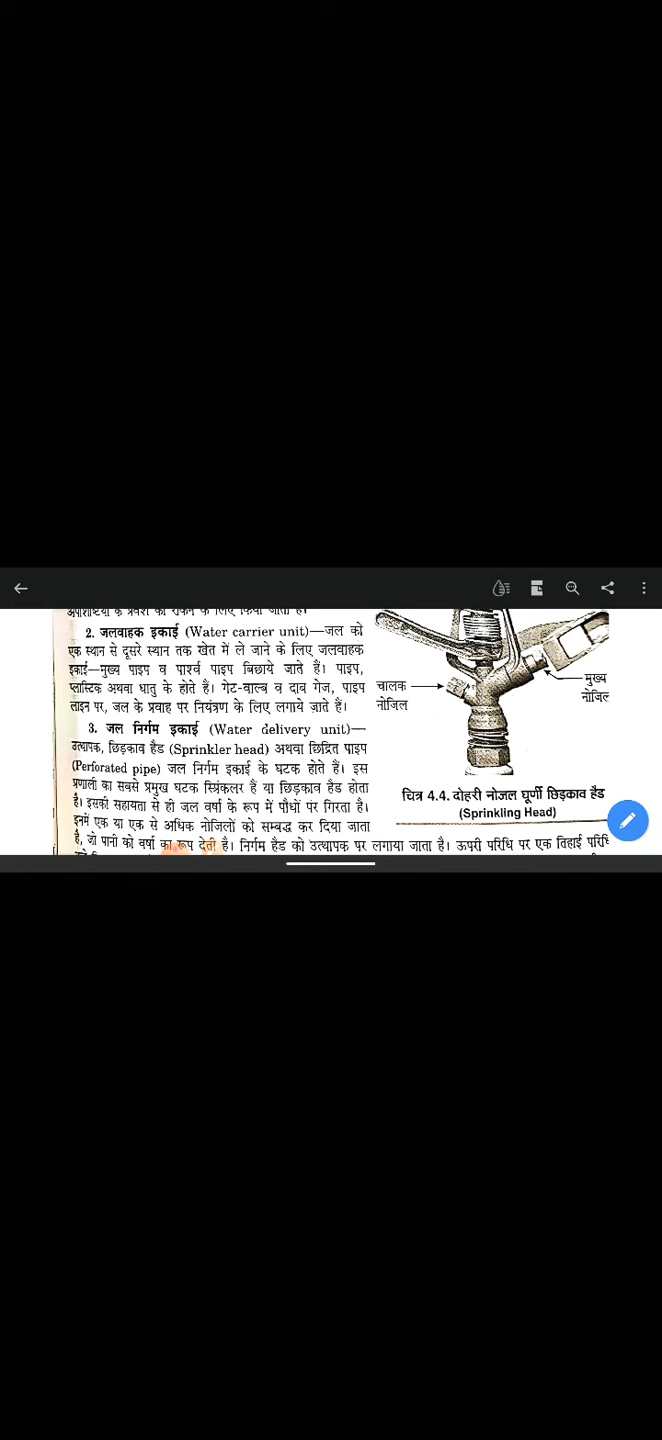 2. जलवाहक इकाई (Water carrier unit)—जल को
एक स्थान से दूसरे स्थान तक खेत में ले जाने के लिए जलवाहक
इकाई—मुख्य पाइप व पार्श्व पाइप बिछाये जाते हैं। पाइप,
प्लास्टिक अथवा धातु के होते हैं। गेट-वाल्ब व दाव गेज, पाइप
लाइन पर, जल के प्रवाह पर नियंत्रण के लिए लगाये जाते हैं।
3. जल निर्गम इकाई (Water delivery unit)—
उत्थापक, छिड़काव हैड (Sprinkler head) अथवा छिद्रित पाइप
(Perforated pipe) जल निर्गम इकाई के घटक होते हैं। इस
प्रणाली का सबसे प्रमुख घटक स्प्रिंकलर हैं या छिड़काव हैड होता
है। इसकी सहायता से ही जल वर्षा के रूप में पौधों पर गिरता है।
इनमें एक या एक से अधिक नोजिलों को सम्बद्ध कर दिया जाता
है, जो पानी को वर्षा का रूप देती है। निर्गम हैड को उत्थापक पर लगाया जाता है। ऊपरी परिधि पर एक तिहाई परिधि
चालक
नोजिल
मुख्य
नोजिल
चित्र 4.4. दोहरी नोजल घूर्णी छिड़काव हैड
(Sprinkling Head)